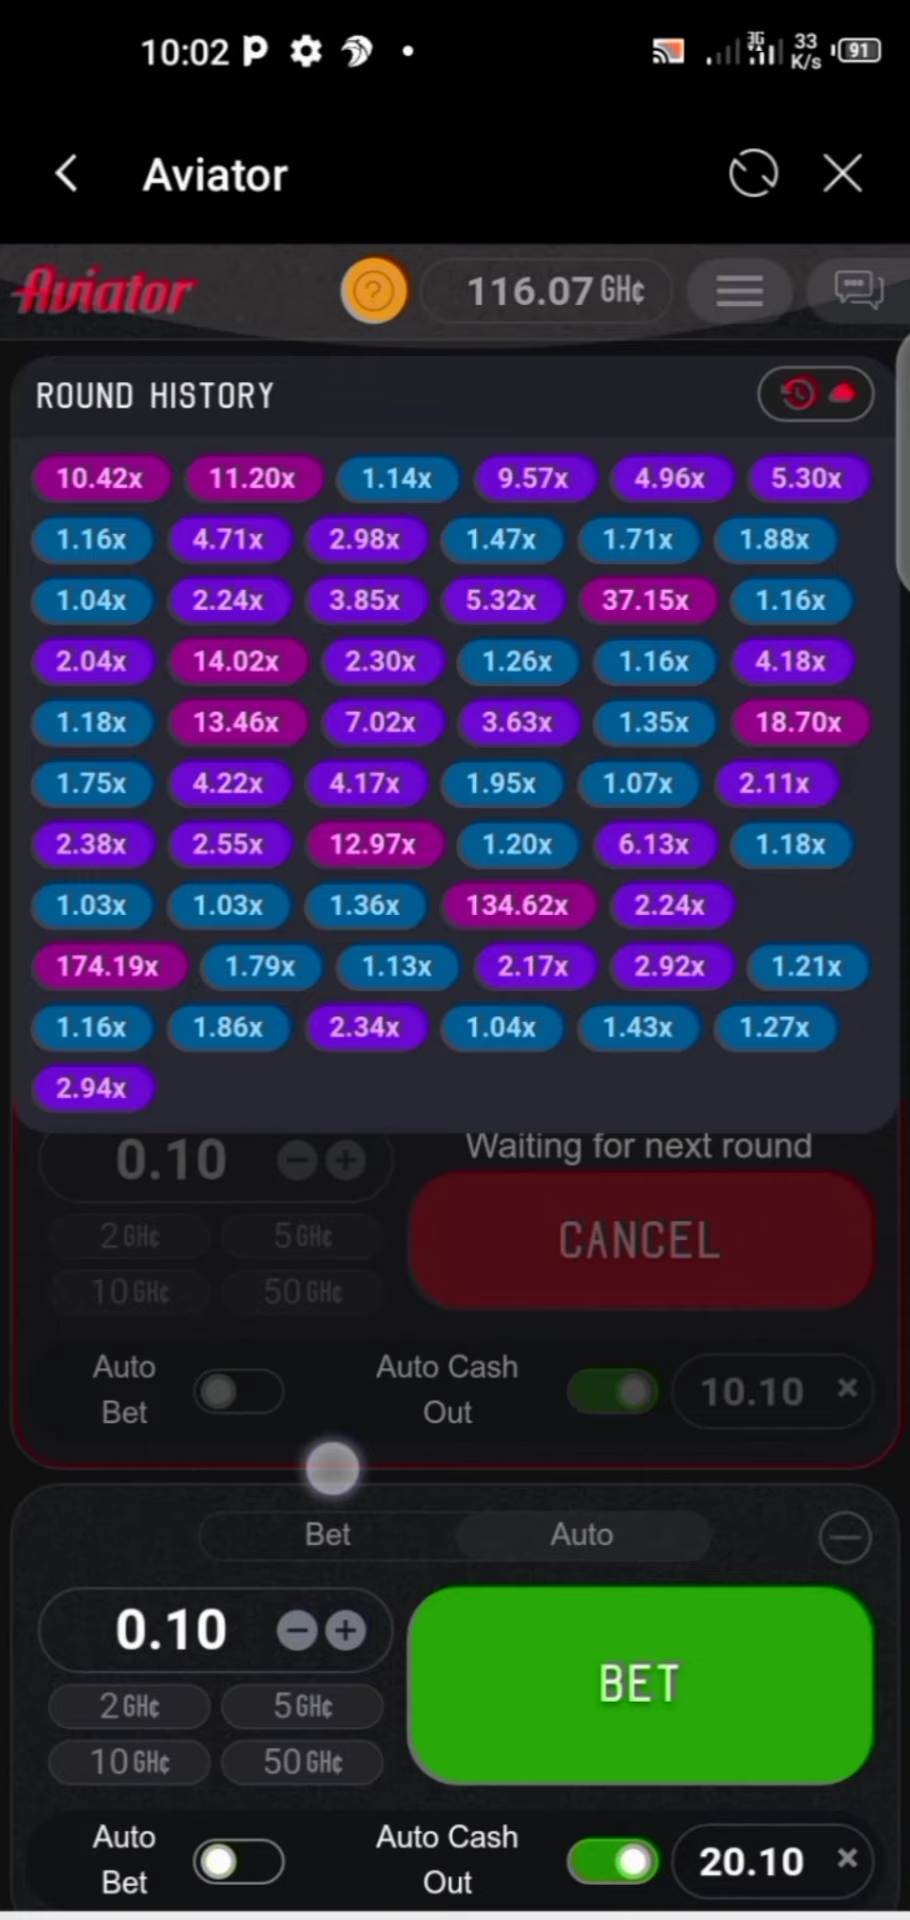 10:02 P 3G 33 K/s 91
Aviator
Aviator ? 116.07 GH¢
ROUND HISTORY
10.42x 11.20x 1.14x 9.57x 4.96x 5.30x
1.16x 4.71x 2.98x 1.47x 1.71x 1.88x
1.04x 2.24x 3.85x 5.32x 37.15x 1.16x
2.04x 14.02x 2.30x 1.26x 1.16x 4.18x
1.18x 13.46x 7.02x 3.63x 1.35x 18.70x
1.75x 4.22x 4.17x 1.95x 1.07x 2.11x
2.38x 2.55x 12.97x 1.20x 6.13x 1.18x
1.03x 1.03x 1.36x 134.62x 2.24x
174.19x 1.79x 1.13x 2.17x 2.92x 1.21x
1.16x 1.86x 2.34x 1.04x 1.43x 1.27x
2.94x
0.10 − + Waiting for next round
2 GH¢ 5 GH¢ CANCEL
10 GH¢ 50 GH¢
Auto Bet Auto Cash Out 10.10 ×
Bet Auto
0.10 − + BET
2 GH¢ 5 GH¢
10 GH¢ 50 GH¢
Auto Bet Auto Cash Out 20.10 ×